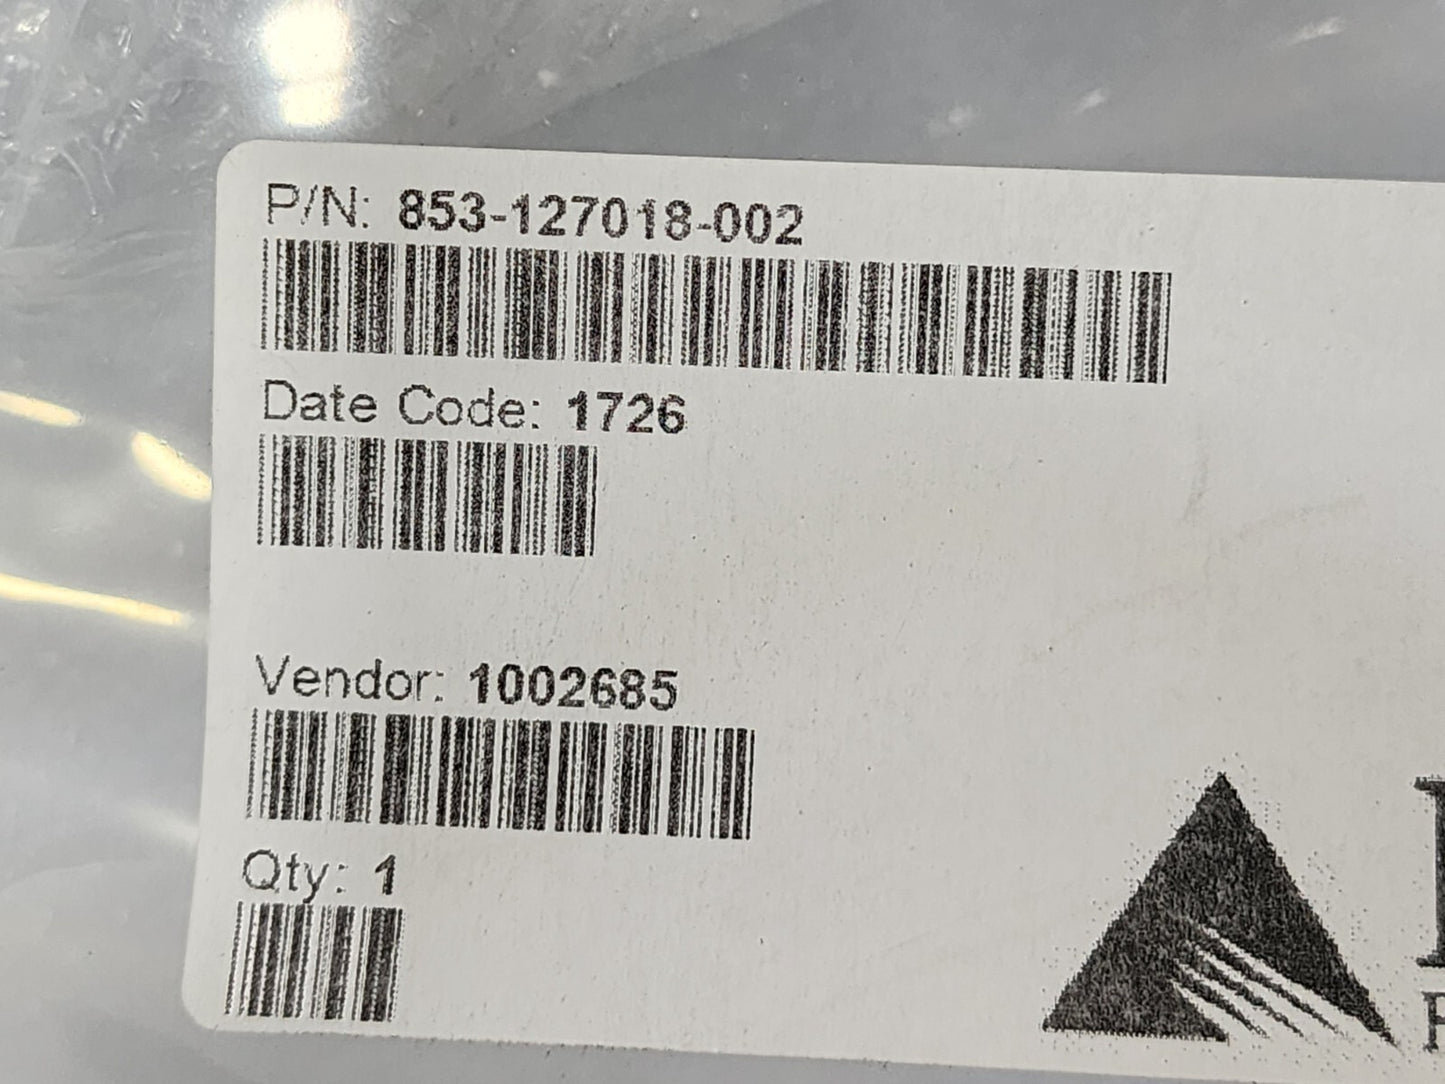 P/N: 853-127018-002
Date Code: 1726
Vendor: 1002685
Qty: 1